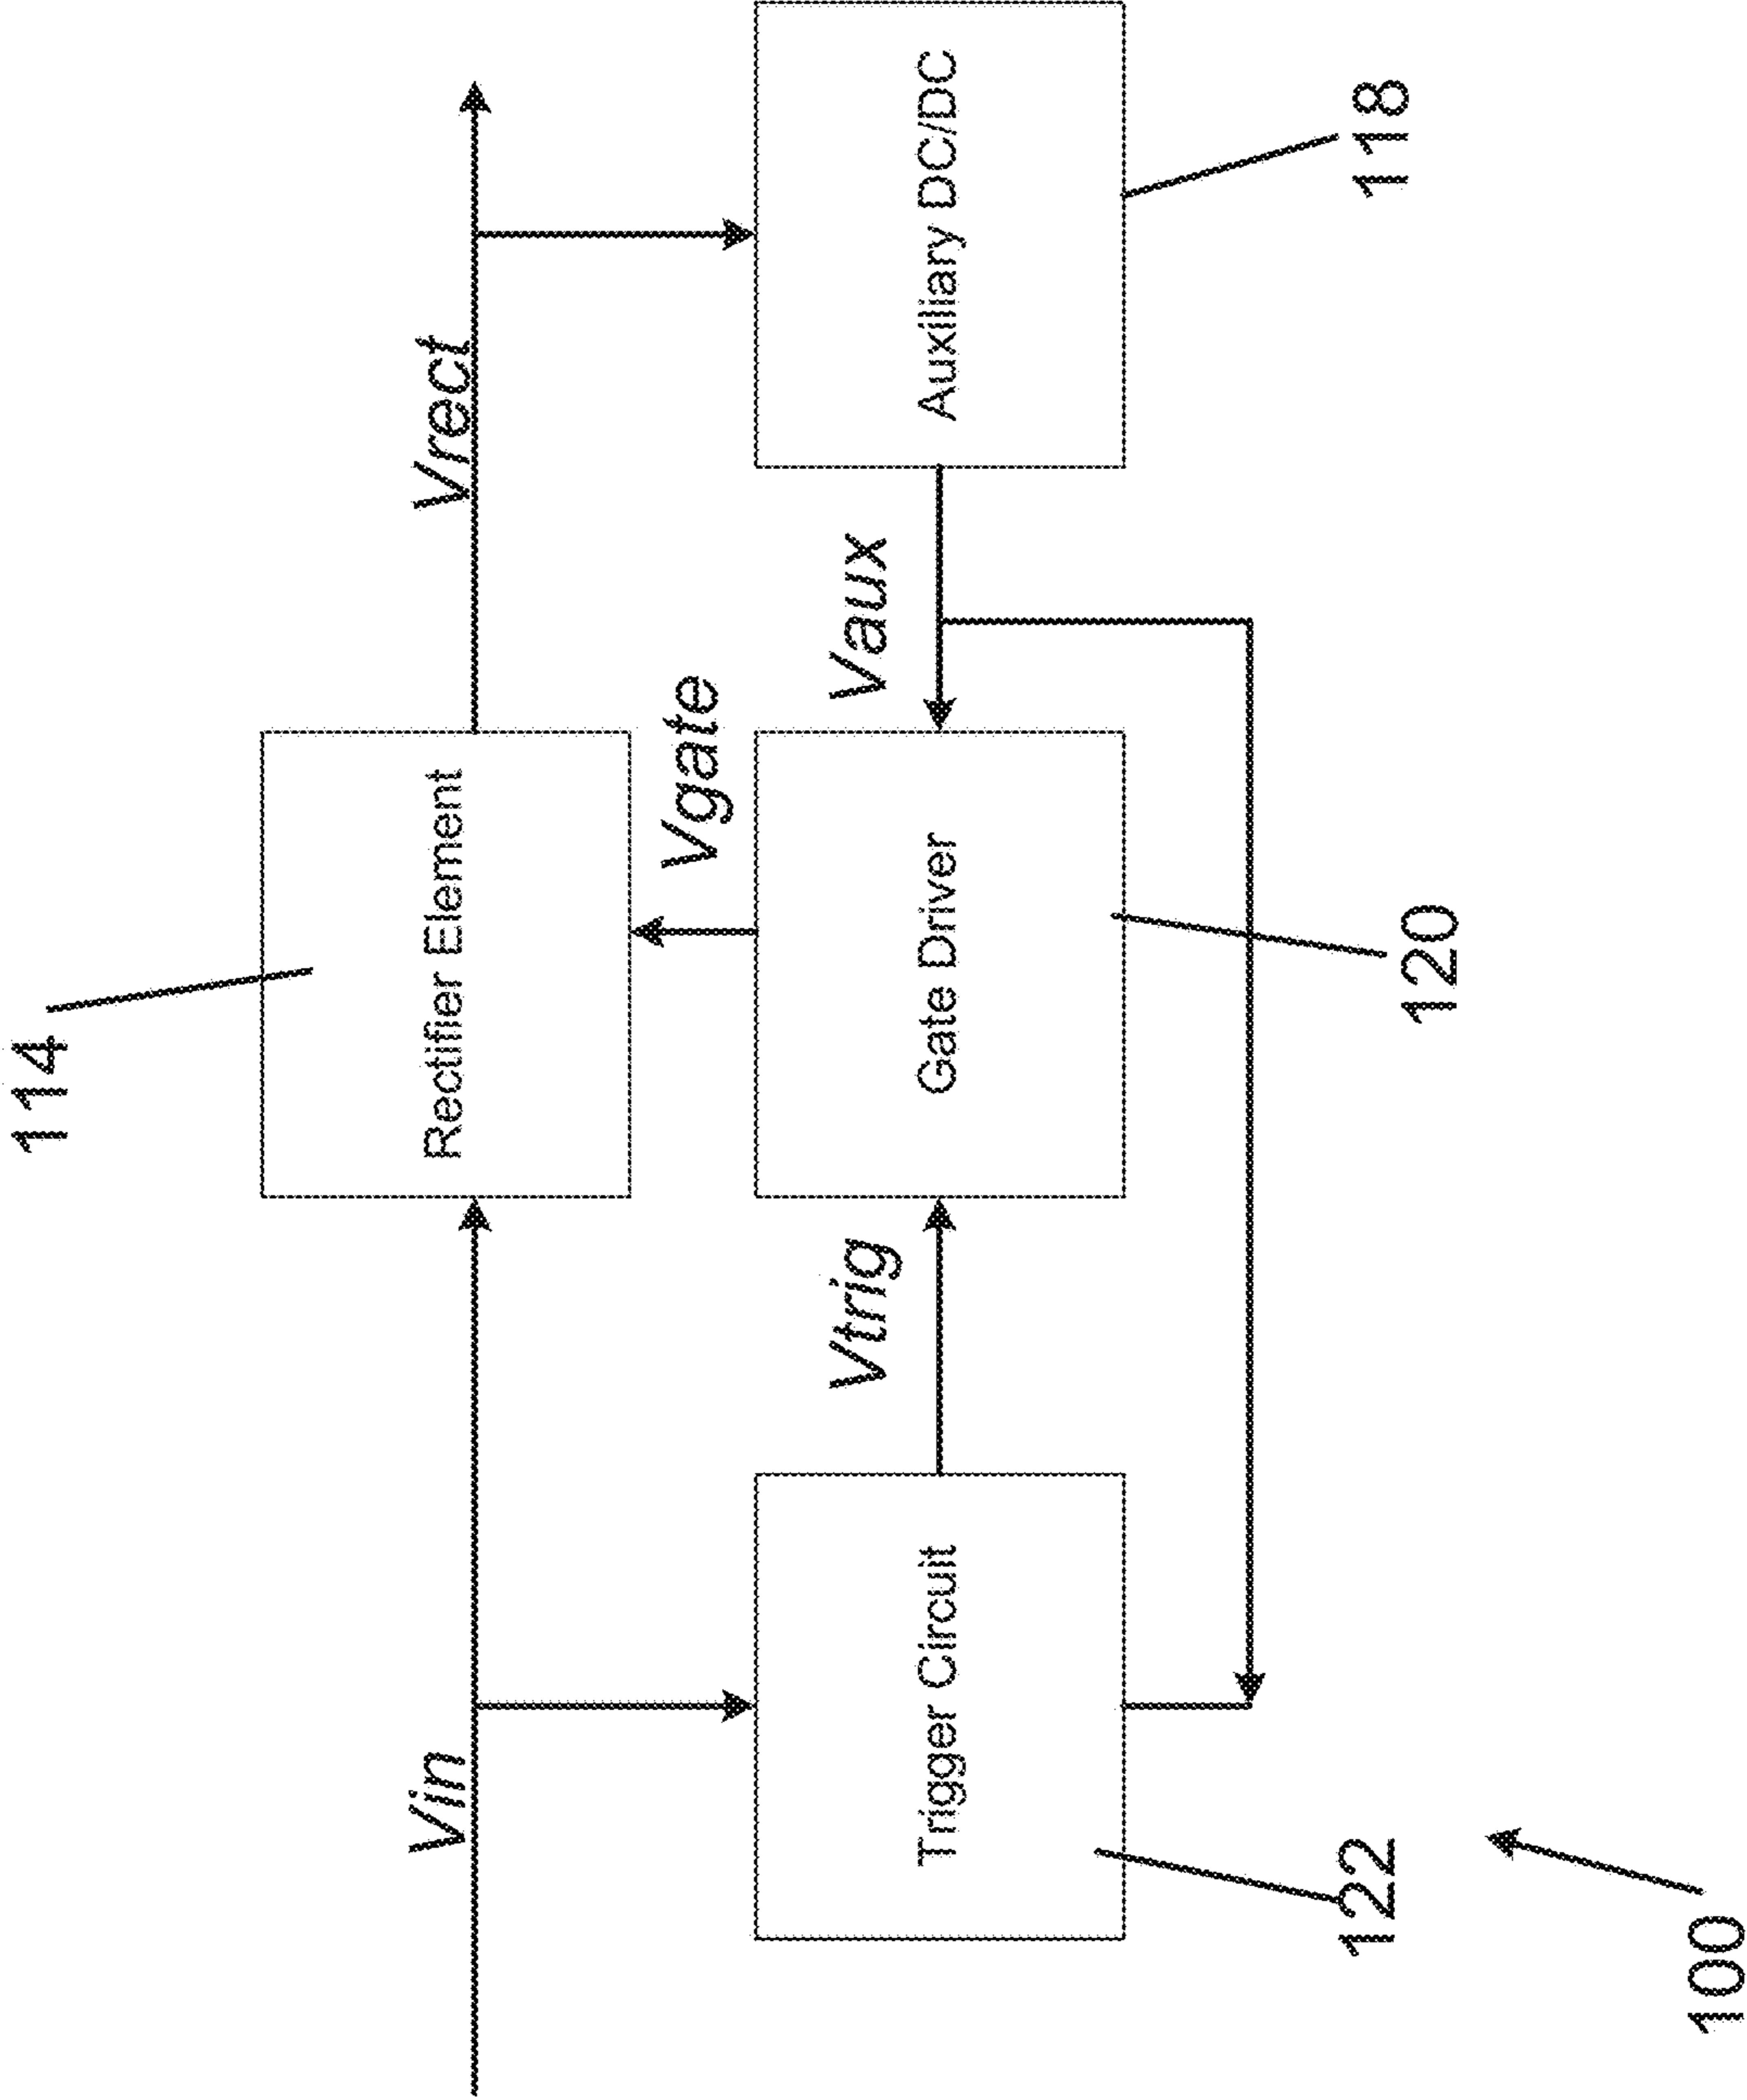 114
Vin
Rectifier Element
Vrect
Vgate
Vtrig
Vaux
Trigger Circuit
Gate Driver
Auxiliary DC/DC
122
120
118
100